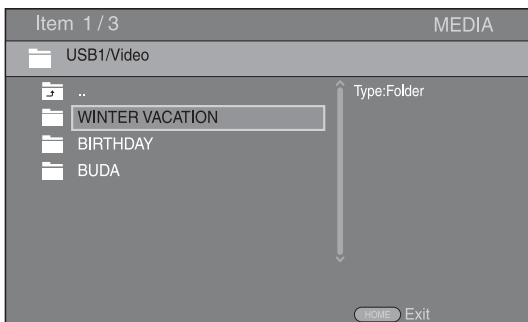 Item 1/3 MEDIA
USB1/Video
..
WINTER VACATION
BIRTHDAY
BUDA
Type:Folder
HOME Exit